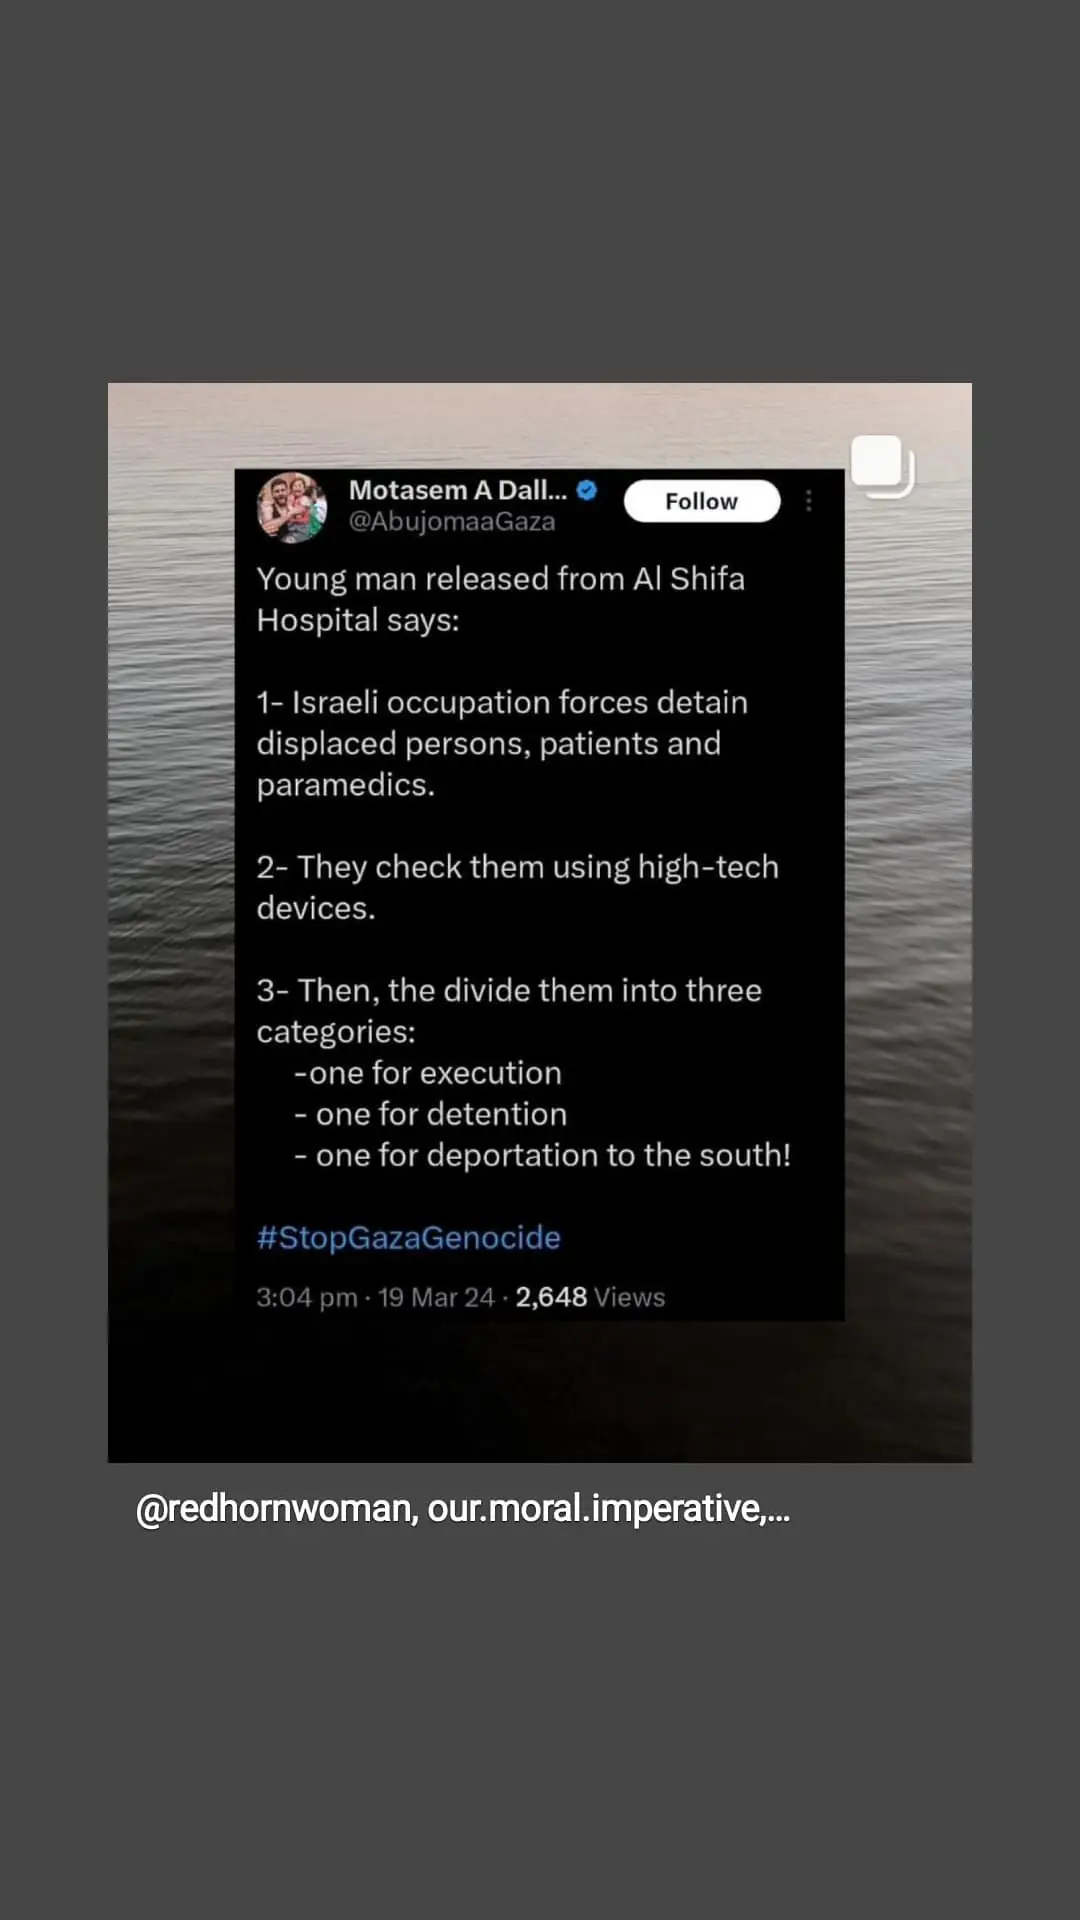 Motasem A Dall...
Follow
@AbujomaaGaza
Young man released from Al Shifa
Hospital says:
1- Israeli occupation forces detain
displaced persons, patients and
paramedics.
2- They check them using high-tech
devices.
3- Then, the divide them into three
categories:
-one for execution
- one for detention
- one for deportation to the south!
#StopGazaGenocide
3:04 pm · 19 Mar 24 · 2,648 Views
@redhornwoman, our.moral.imperative,...